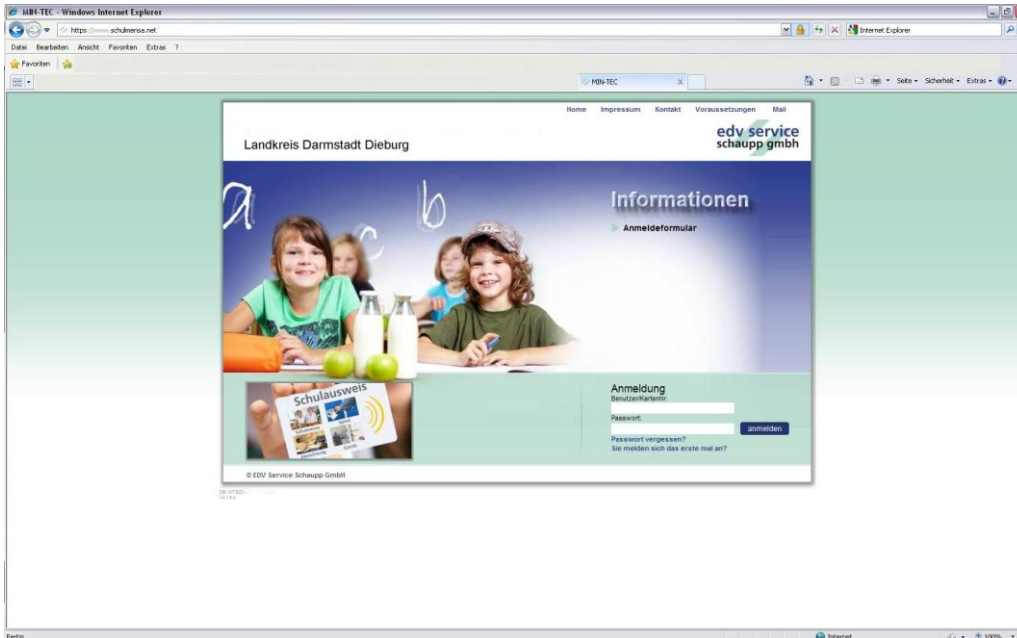 MIN-TEC - Windows Internet Explorer
https://www.schulmensa.net
Internet Explorer
Datei Bearbeiten Ansicht Favoriten Extras ?
Favoriten
MIN-TEC
Seite Sicherheit Extras
Home Impressum Kontakt Voraussetzungen Mail
edv service
schaupp gmbh
Landkreis Darmstadt Dieburg
a c b
Informationen
Anmeldeformular
Schulausweis
Anmeldung
Benutzer/Kartennr:
Passwort:
anmelden
Passwort vergessen?
Sie melden sich das erste mal an?
© EDV Service Schaupp GmbH
Fertig
Internet
100%